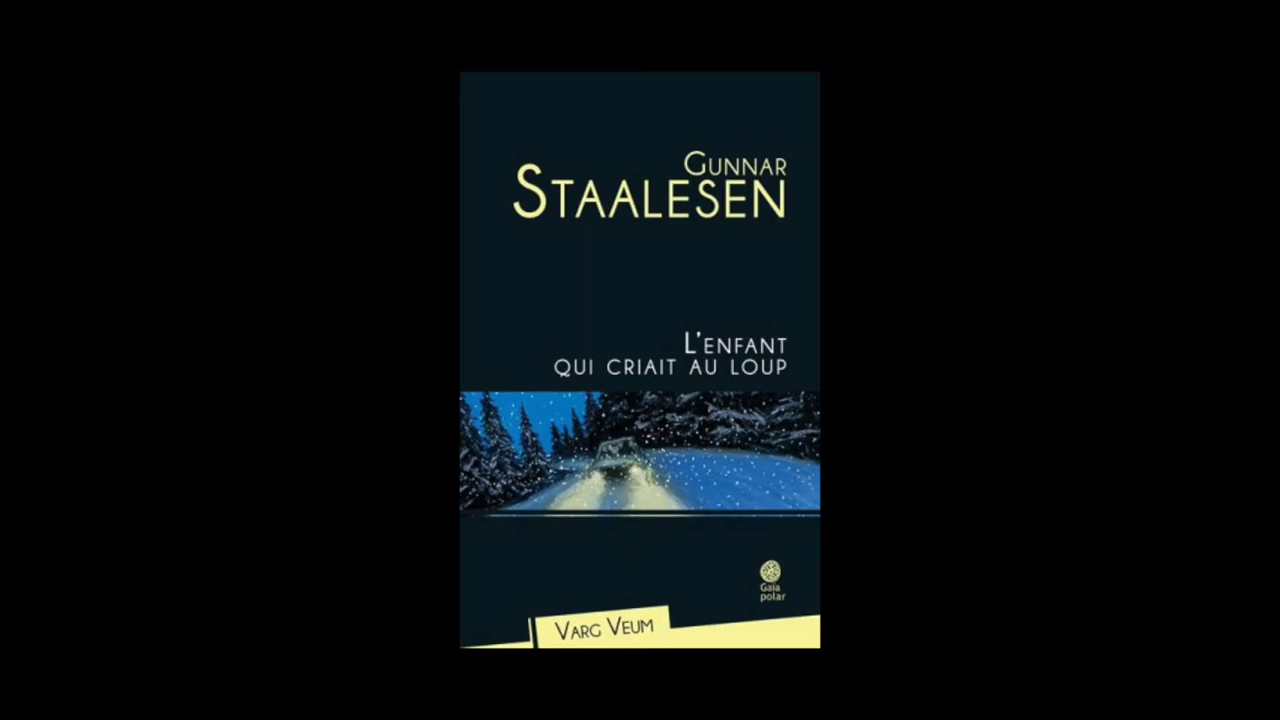 GUNNAR
STAALESEN
L'ENFANT
QUI CRIAIT AU LOUP
Gaïa
polar
VARG VEUM